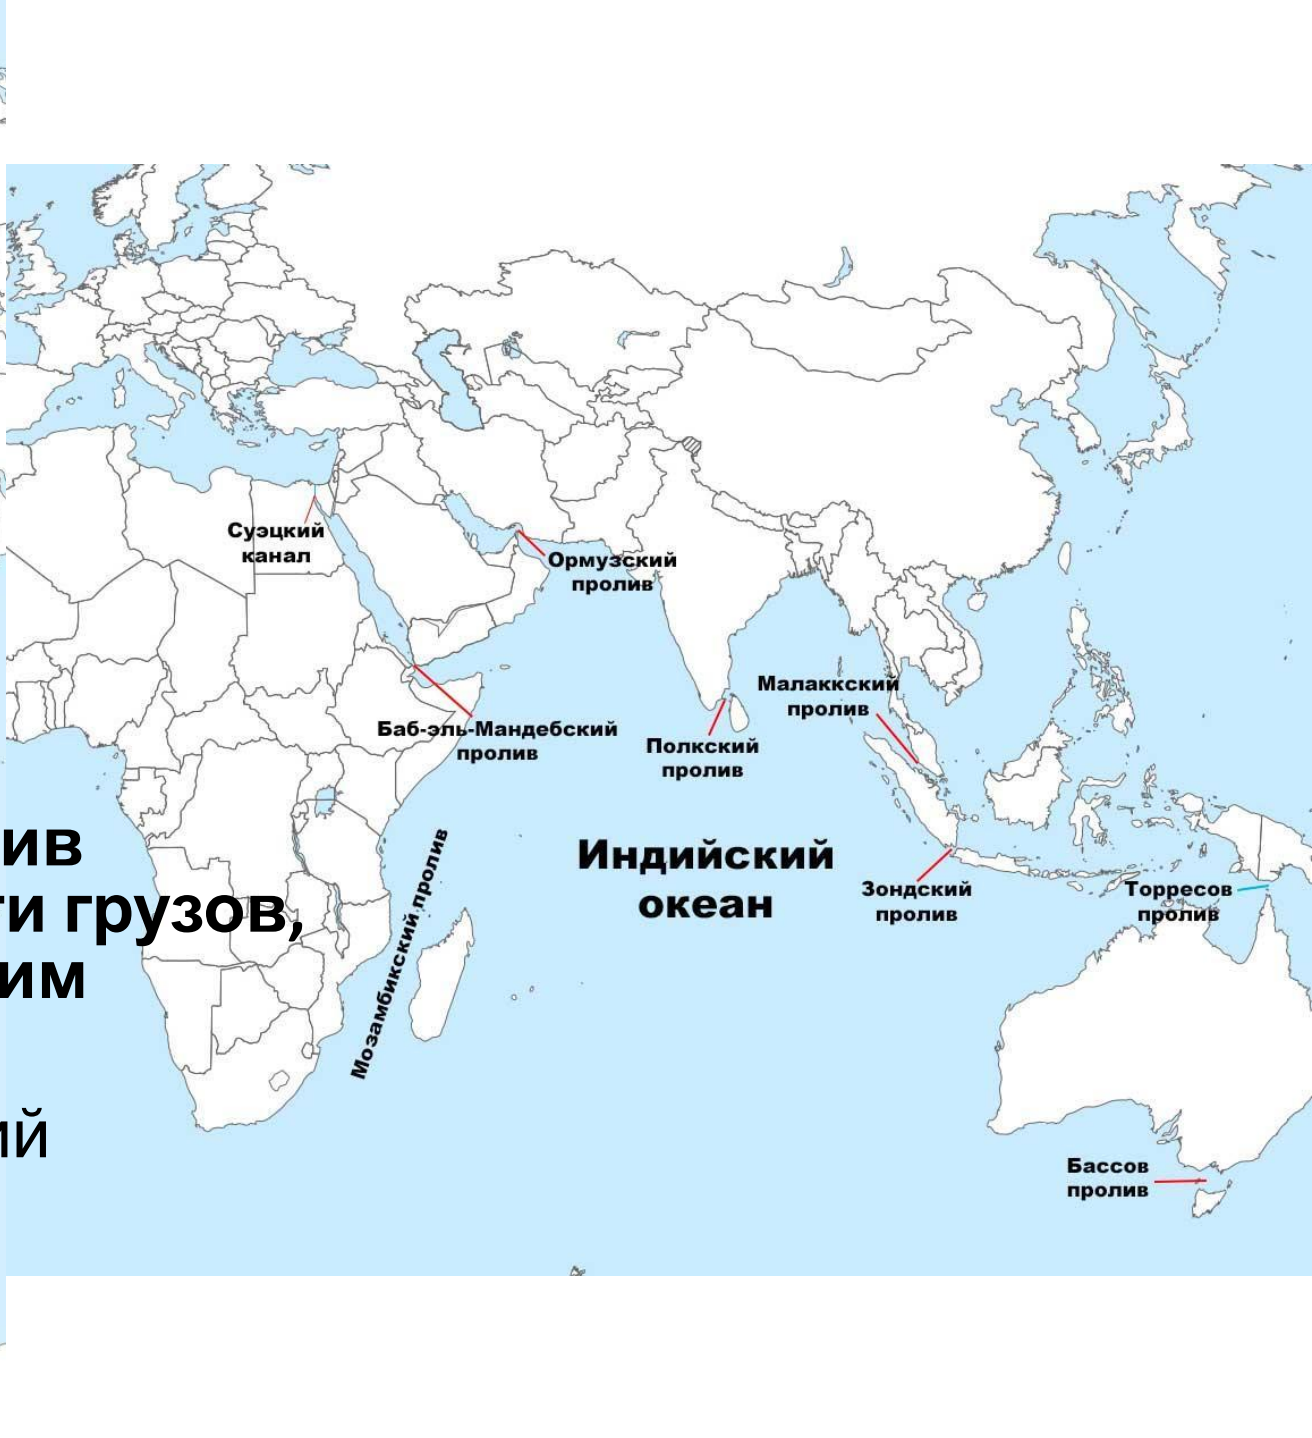 Суэцкий
канал
Ормузский
пролив
Баб-эль-Мандебский
пролив
Малаккский
пролив
Полкский
пролив
Индийский
океан
Зондский
пролив
Торресов
пролив
Мозамбикский пролив
Бассов
пролив
ив
ти грузов,
им
ий